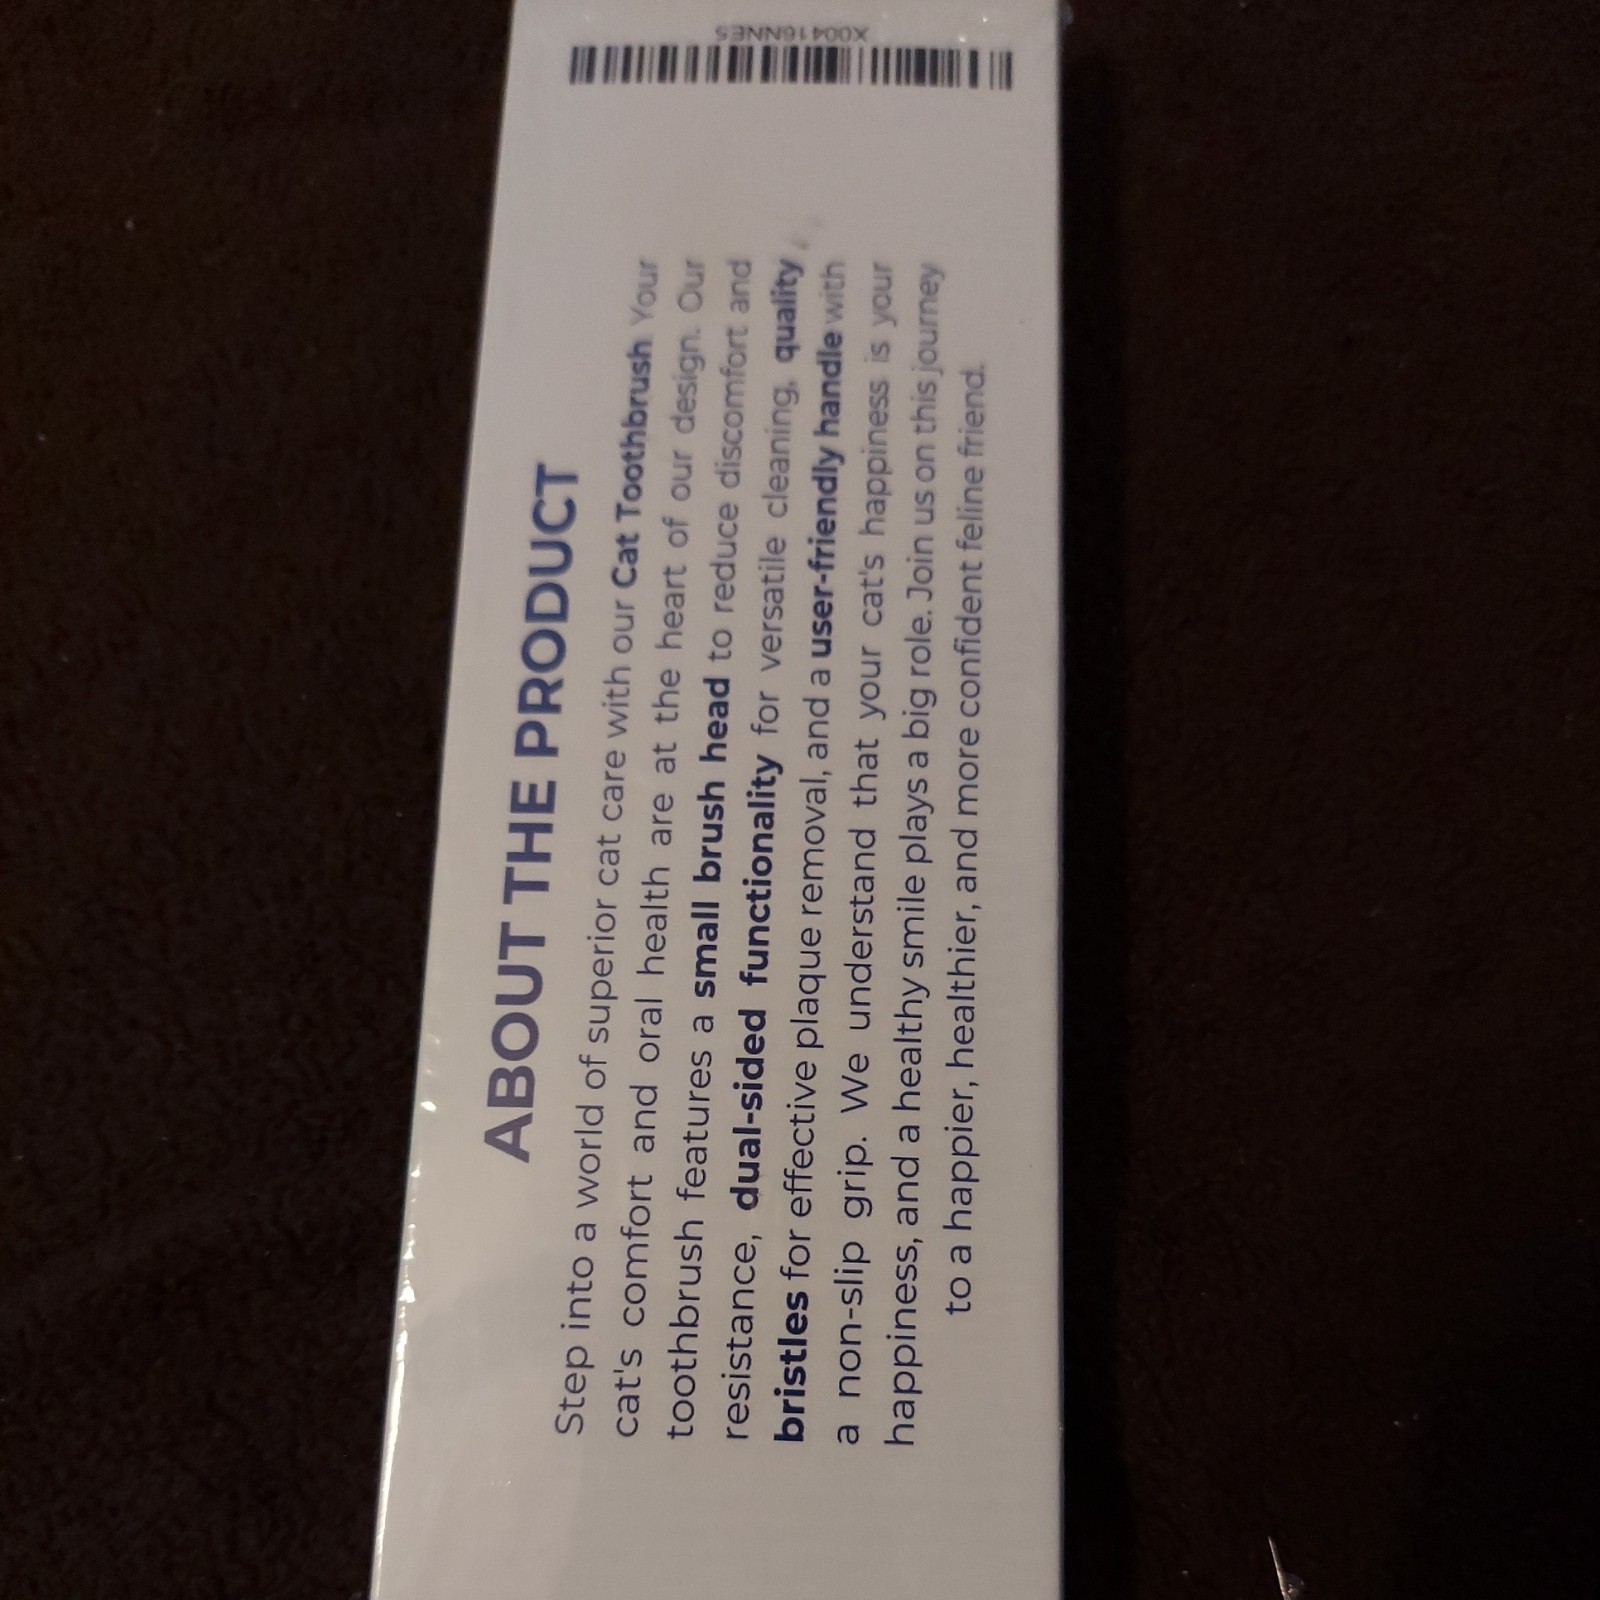 ABOUT THE PRODUCT
Step into a world of superior cat care with our Cat Toothbrush Your
cat's comfort and oral health are at the heart of our design. Our
toothbrush features a small brush head to reduce discomfort and
resistance, dual-sided functionality for versatile cleaning, quality
bristles for effective plaque removal, and a user-friendly handle with
a non-slip grip. We understand that your cat's happiness is your
happiness, and a healthy smile plays a big role. Join us on this journey
to a happier, healthier, and more confident feline friend.
X00416NNE5